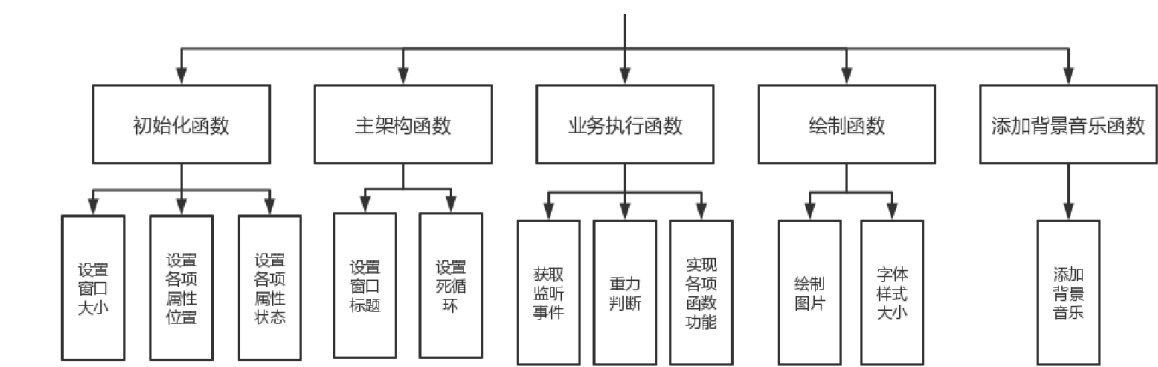 初始化函数
主架构函数
业务执行函数
绘制函数
添加背景音乐函数
设置
窗口
大小
设置
各项
属性
位置
设置
各项
属性
状态
设置
窗口
标题
设置
死循
环
获取
监听
事件
重力
判断
实现
各项
函数
功能
绘制
图片
字体
样式
大小
添加
背景
音乐